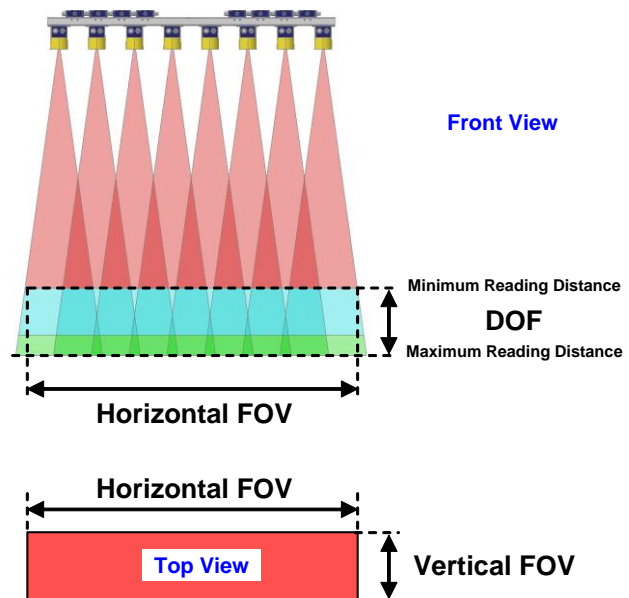 Front View
Minimum Reading Distance
DOF
Maximum Reading Distance
Horizontal FOV
Horizontal FOV
Top View
Vertical FOV